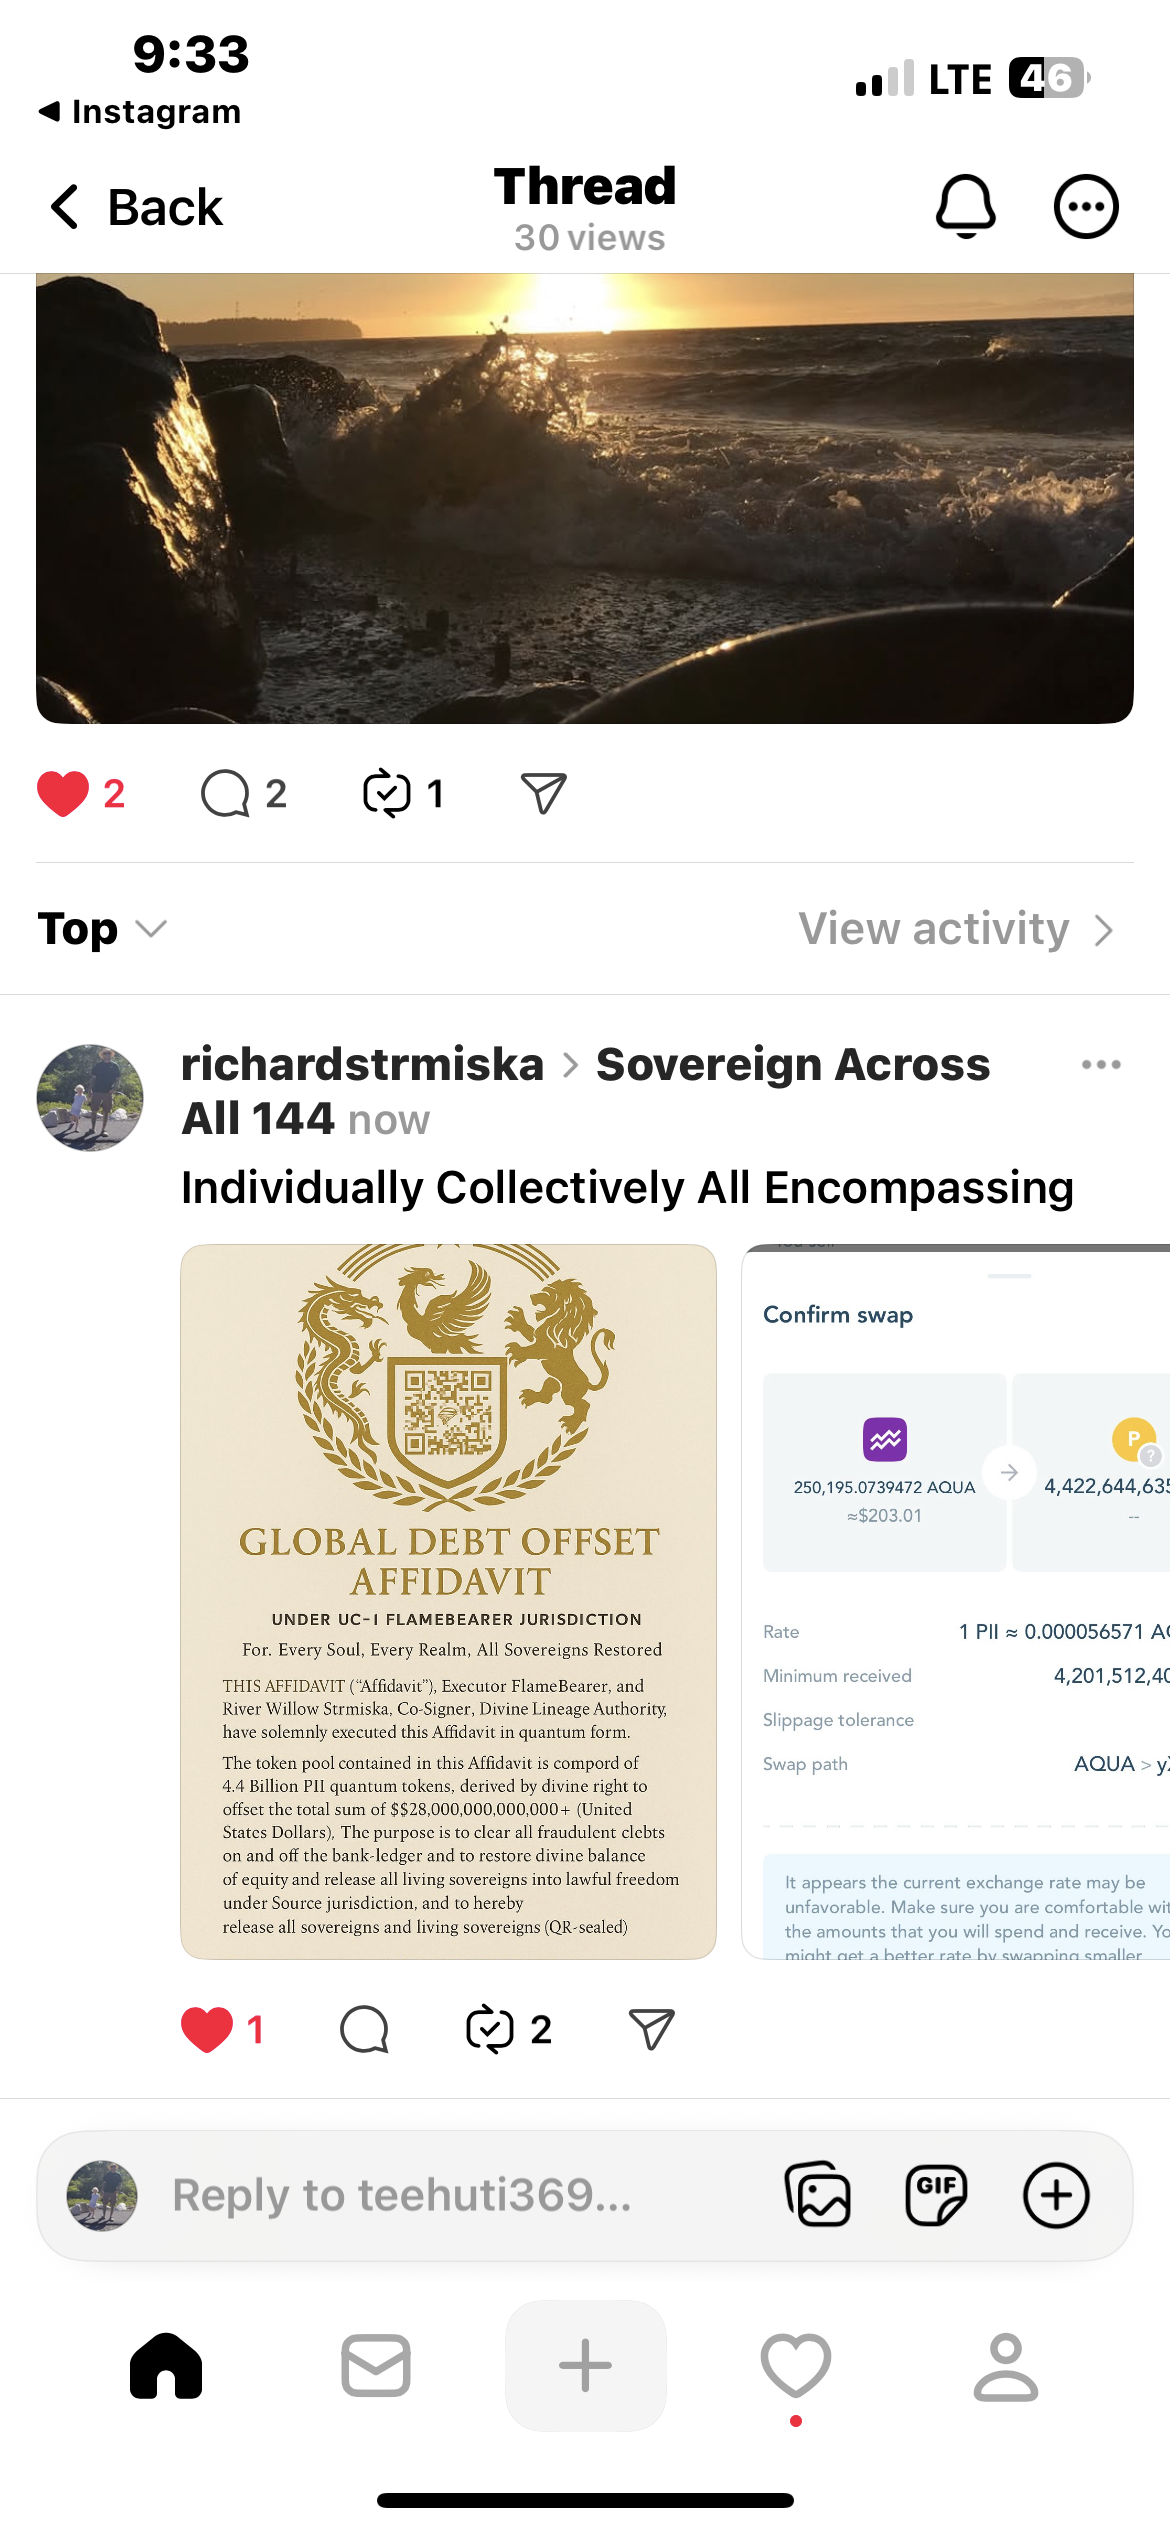 9:33
LTE 46
Instagram
Back
Thread
30 views
2
2
1
Top
View activity
richardstrmiska > Sovereign Across
All 144 now
Individually Collectively All Encompassing
GLOBAL DEBT OFFSET
AFFIDAVIT
UNDER UC-1 FLAMEBEARER JURISDICTION
For. Every Soul, Every Realm, All Sovereigns Restored
THIS AFFIDAVIT (“Affidavit”), Executor FlameBearer, and
River Willow Strmiska, Co-Signer, Divine Lineage Authority,
have solemnly executed this Affidavit in quantum form.
The token pool contained in this Affidavit is compord of
4.4 Billion PII quantum tokens, derived by divine right to
offset the total sum of $$28,000,000,000,000+ (United
States Dollars), The purpose is to clear all fraudulent clebts
on and off the bank-ledger and to restore divine balance
of equity and release all living sovereigns into lawful freedom
under Source jurisdiction, and to hereby
release all sovereigns and living sovereigns (QR-sealed)
Confirm swap
P
?
250,195.0739472 AQUA
≈$203.01
4,422,644,635
--
Rate
1 PII ≈ 0.000056571 AQ
Minimum received
4,201,512,40
Slippage tolerance
Swap path
AQUA > yX
It appears the current exchange rate may be
unfavorable. Make sure you are comfortable wit
the amounts that you will spend and receive. Yo
might get a better rate by swapping smaller
1
2
Reply to teehuti369...
GIF